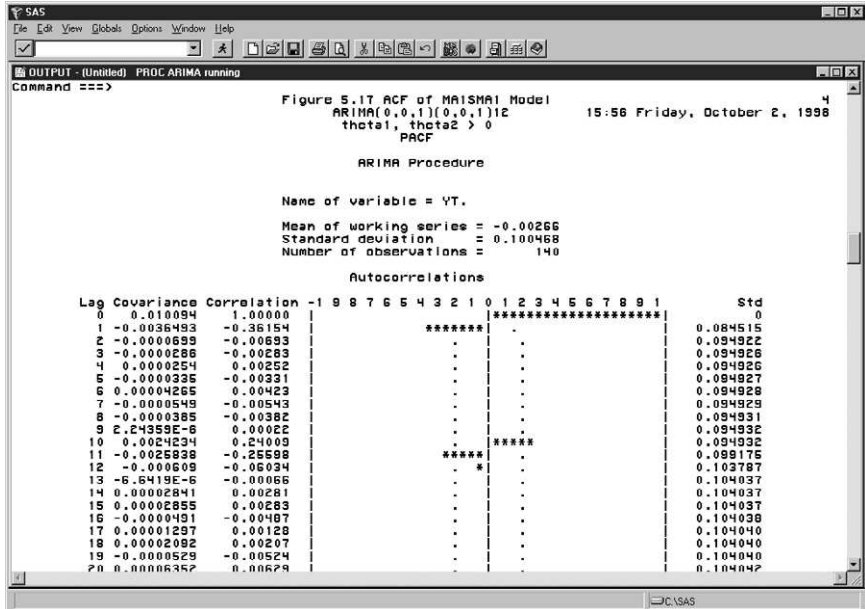 SAS
File Edit View Globals Options Window Help
OUTPUT - (Untitled) PROC ARIMA running
Command ===>
Figure 5.17 ACF of MA1SMA1 Model 4
ARIMA(0,0,1)(0,0,1)12 15:56 Friday, October 2, 1998
theta1, theta2 > 0
PACF
ARIMA Procedure
Name of variable = YT.
Mean of working series = -0.00266
Standard deviation = 0.100468
Number of observations = 140
Autocorrelations
Lag Covariance Correlation -1 9 8 7 6 5 4 3 2 1 0 1 2 3 4 5 6 7 8 9 1 Std
0 0.010094 1.00000 | |********************| 0
1 -0.0036493 -0.36154 | *******| . | 0.084515
2 -0.0000699 -0.00693 | . | . | 0.094922
3 -0.0000286 -0.00283 | . | . | 0.094926
4 0.0000254 0.00252 | . | . | 0.094926
5 -0.0000335 -0.00331 | . | . | 0.094927
6 0.00004265 0.00423 | . | . | 0.094928
7 -0.0000549 -0.00543 | . | . | 0.094929
8 -0.0000385 -0.00382 | . | . | 0.094931
9 2.24359E-6 0.00022 | . | . | 0.094932
10 0.0024234 0.24009 | . |***** | 0.094932
11 -0.0025838 -0.25598 | *****| . | 0.099175
12 -0.000609 -0.06034 | . *| . | 0.103787
13 -6.6419E-6 -0.00066 | . | . | 0.104037
14 0.00002841 0.00281 | . | . | 0.104037
15 0.00002855 0.00283 | . | . | 0.104037
16 -0.0000491 -0.00487 | . | . | 0.104038
17 0.00001297 0.00128 | . | . | 0.104040
18 0.00002092 0.00207 | . | . | 0.104040
19 -0.0000529 -0.00524 | . | . | 0.104040
20 0.00006352 0.00629 | . | . | 0.104042
C:\SAS